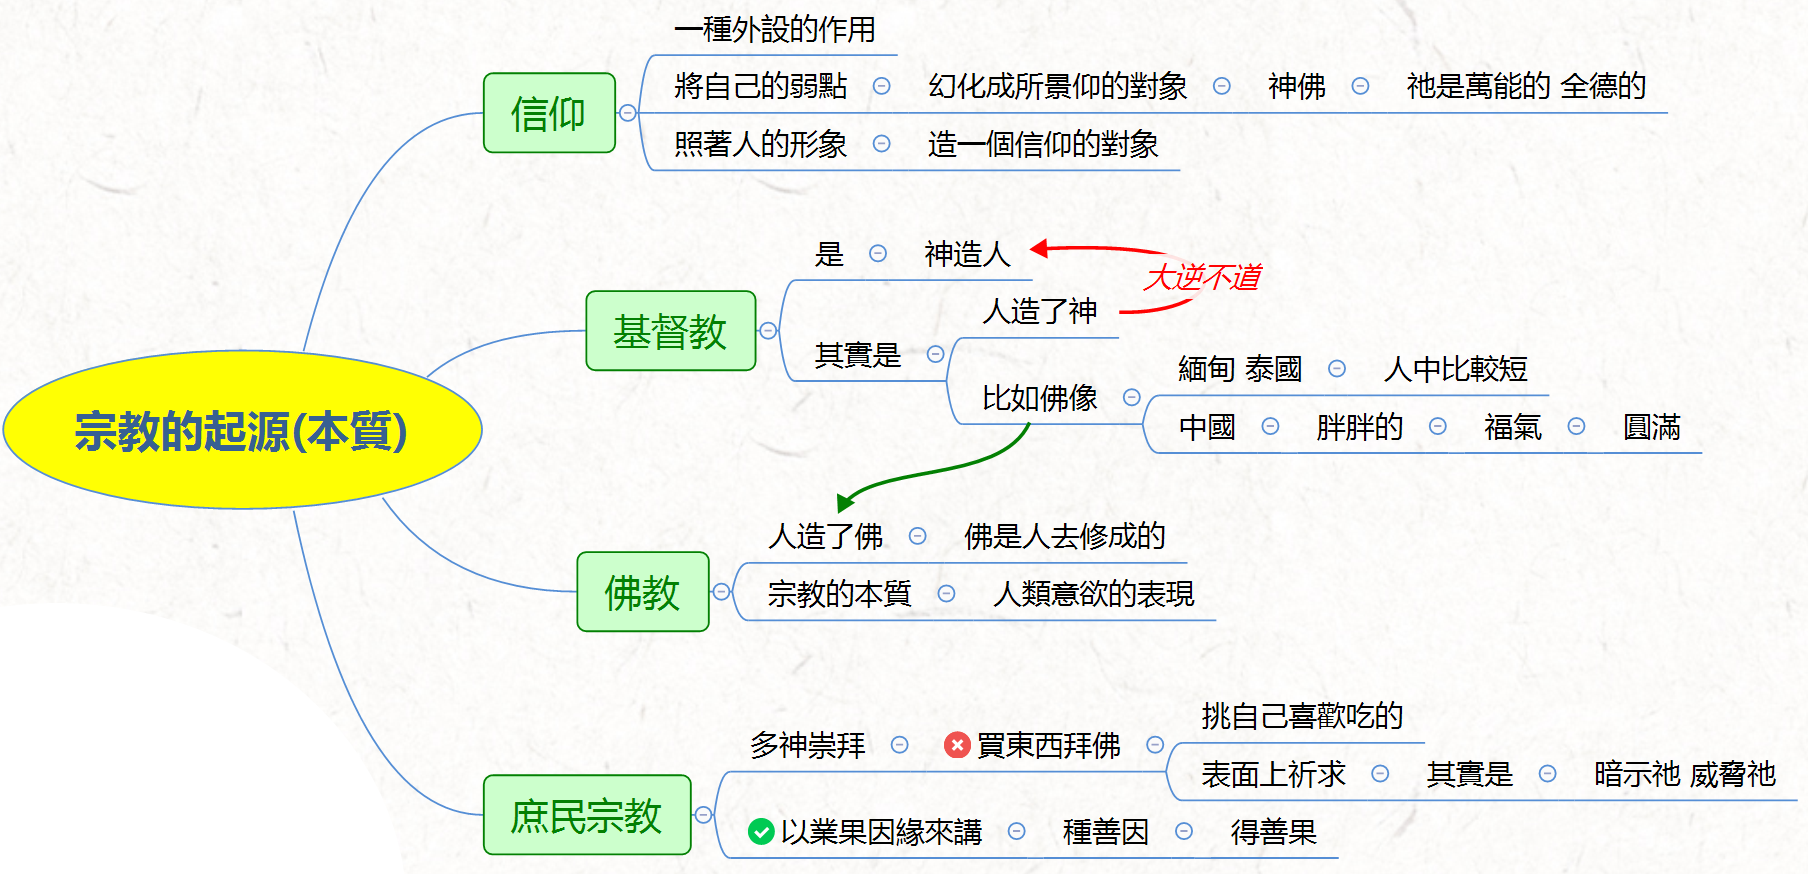 宗教的起源(本質)
信仰
一種外設的作用
將自己的弱點 幻化成所景仰的對象 神佛 祂是萬能的 全德的
照著人的形象 造一個信仰的對象
基督教
是 神造人
大逆不道
其實是
人造了神
比如佛像
緬甸 泰國 人中比較短
中國 胖胖的 福氣 圓滿
佛教
人造了佛 佛是人去修成的
宗教的本質 人類意欲的表現
庶民宗教
多神崇拜 買東西拜佛
挑自己喜歡吃的
表面上祈求 其實是 暗示祂 威脅祂
以業果因緣來講 種善因 得善果